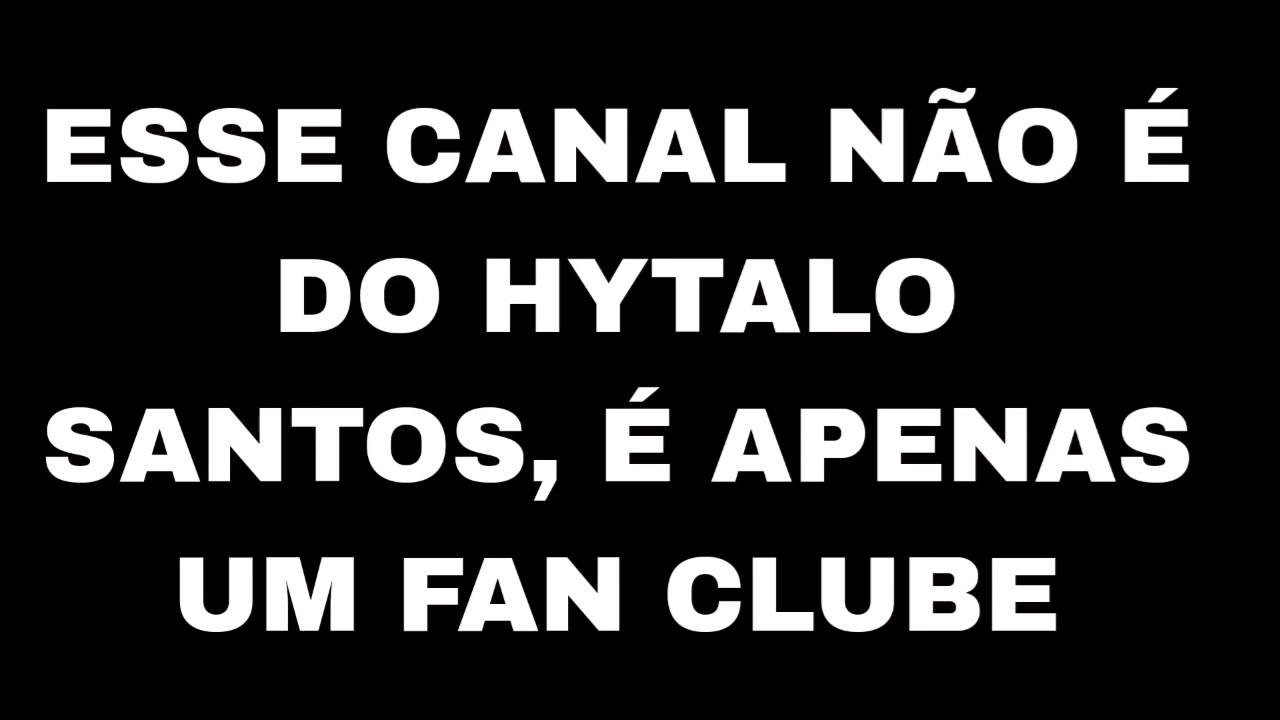 ESSE CANAL NÃO É
DO HYTALO
SANTOS, É APENAS
UM FAN CLUBE